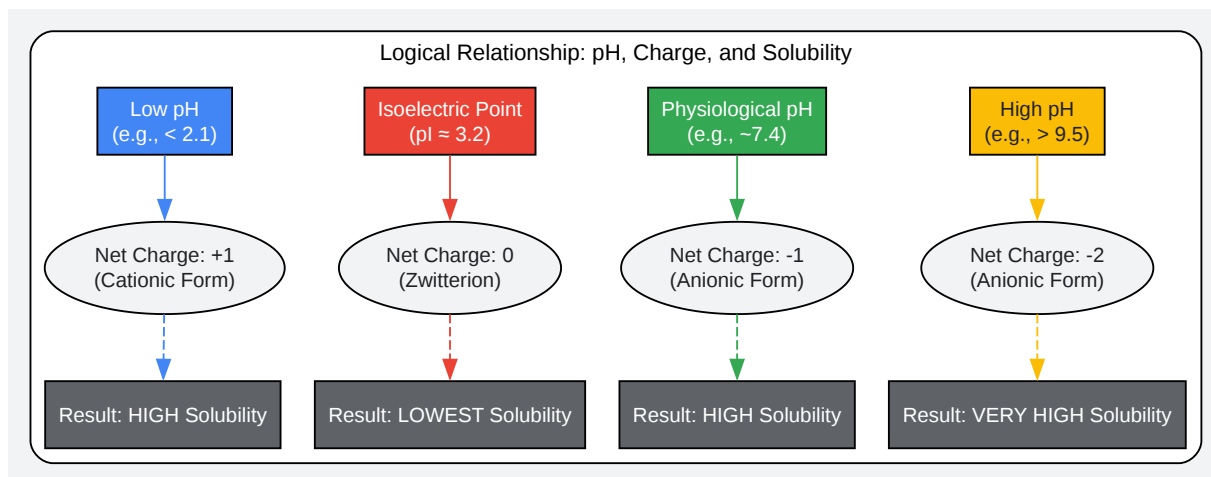 Logical Relationship: pH, Charge, and Solubility
Low pH
(e.g., < 2.1)
Isoelectric Point
(pI ≈ 3.2)
Physiological pH
(e.g., ~7.4)
High pH
(e.g., > 9.5)
Net Charge: +1
(Cationic Form)
Net Charge: 0
(Zwitterion)
Net Charge: -1
(Anionic Form)
Net Charge: -2
(Anionic Form)
Result: HIGH Solubility
Result: LOWEST Solubility
Result: HIGH Solubility
Result: VERY HIGH Solubility